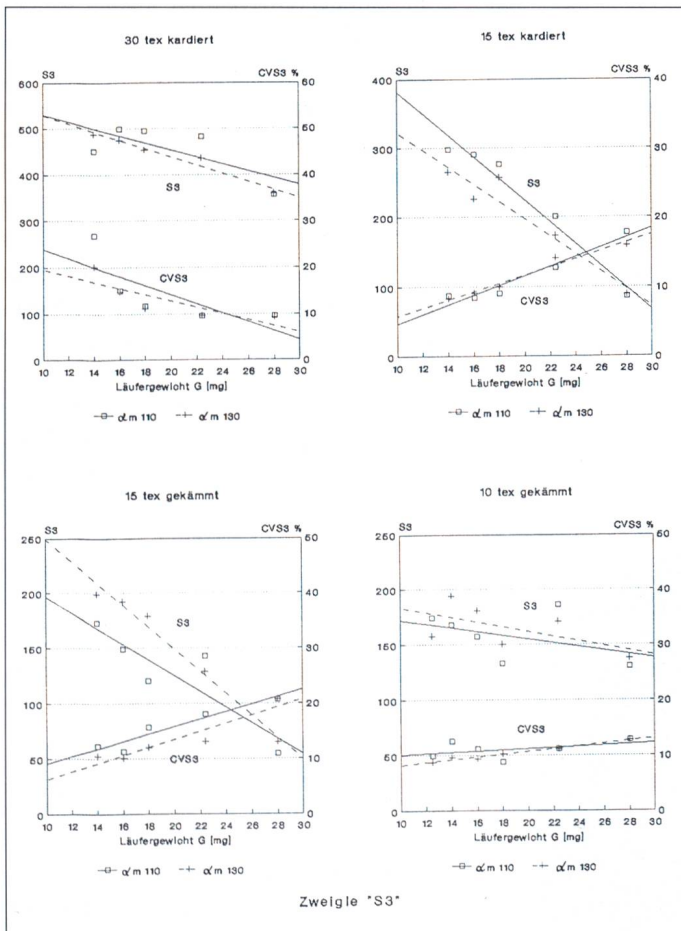 30 tex kardiert
S3 CVS3 %
600
500
400
300
200
100
0
60
50
40
30
20
10
0
S3
CVS3
10 12 14 16 18 20 22 24 26 28 30
Läufergewicht G [mg]
αm 110 αm 130
15 tex kardiert
S3 CVS3 %
400
300
200
100
0
40
30
20
10
0
S3
CVS3
10 12 14 16 18 20 22 24 26 28 30
Läufergewicht G [mg]
αm 110 αm 130
15 tex gekämmt
S3 CVS3 %
250
200
150
100
50
0
50
40
30
20
10
0
S3
CVS3
10 12 14 16 18 20 22 24 26 28 30
Läufergewicht G [mg]
αm 110 αm 130
10 tex gekämmt
S3 CVS3 %
250
200
150
100
50
0
50
40
30
20
10
0
S3
CVS3
10 12 14 16 18 20 22 24 26 28 30
Läufergewicht G [mg]
αm 110 αm 130
Zweigle "S3"